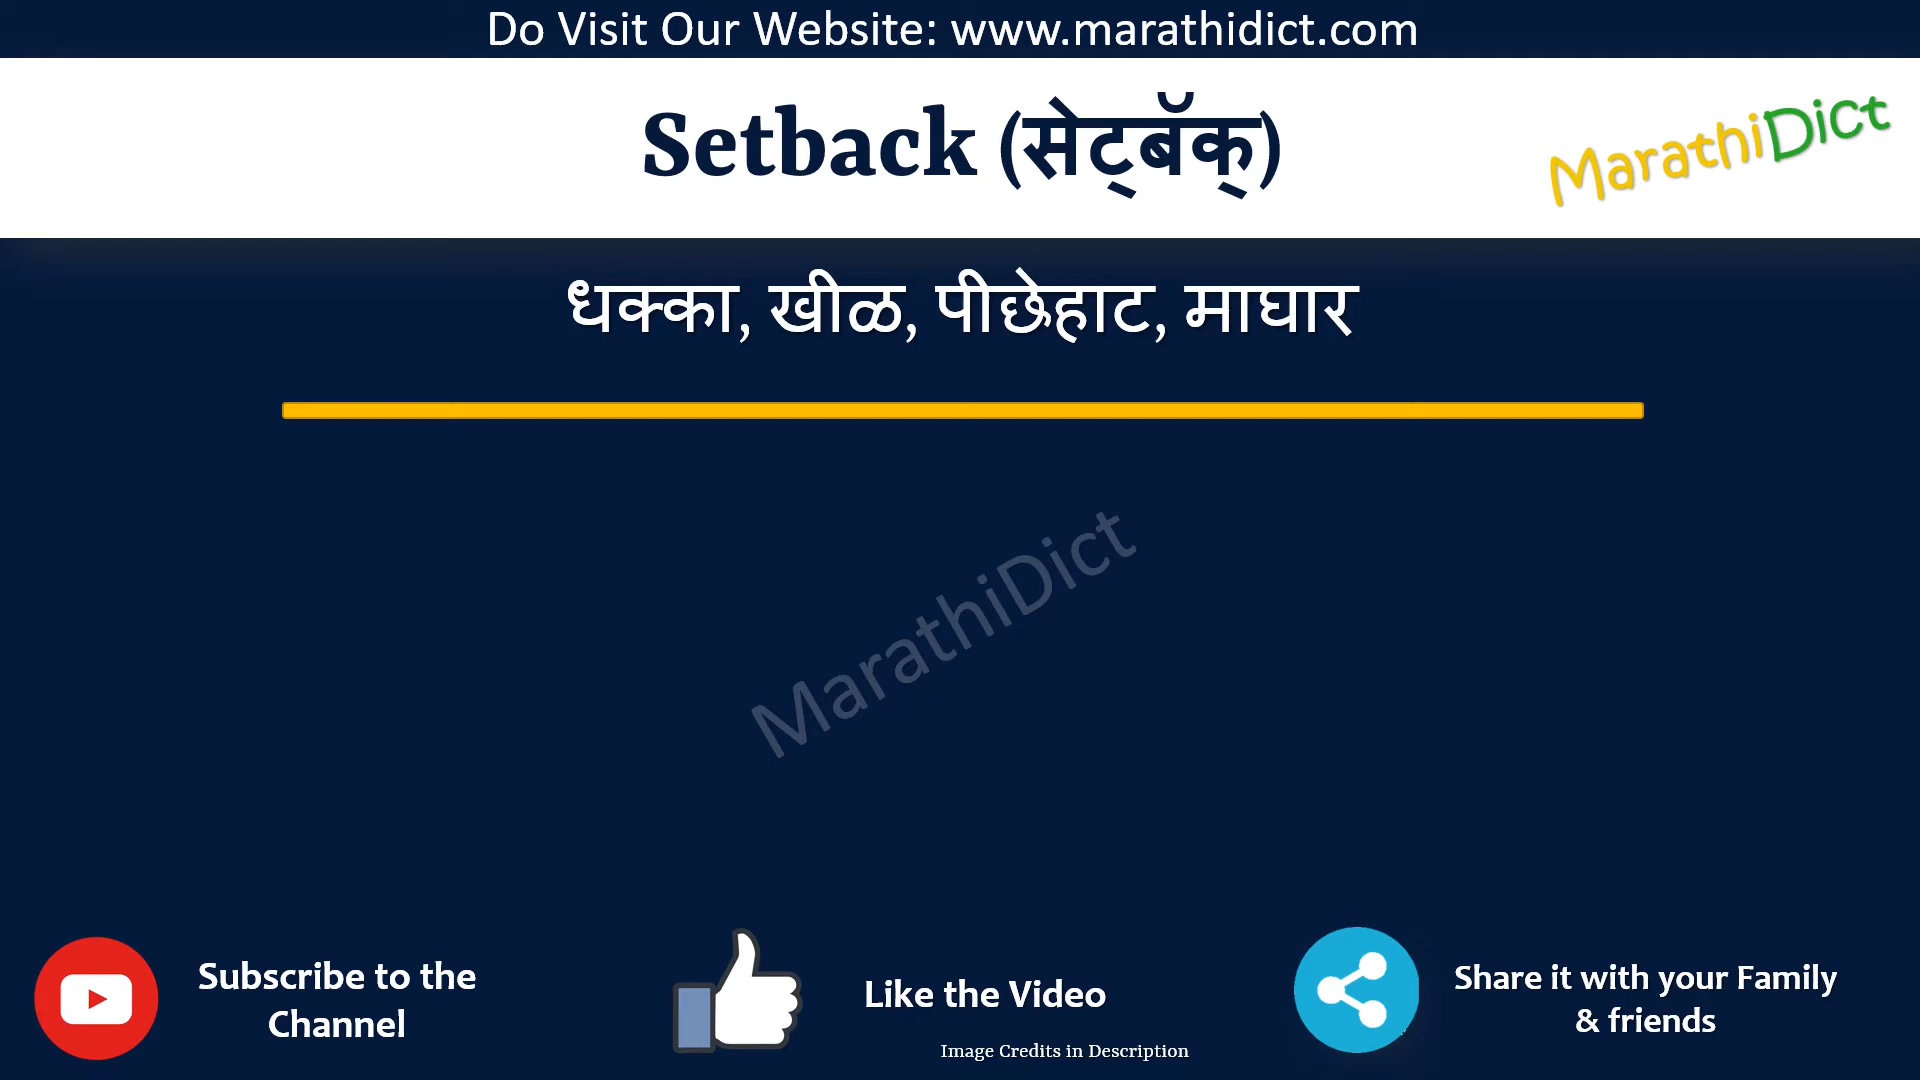 Do Visit Our Website: www.marathidict.com
Setback (सेट्बॅक्)
MarathiDict
धक्का, खीळ, पीछेहाट, माघार
MarathiDict
Subscribe to the
Channel
Like the Video
Share it with your Family
& friends
Image Credits in Description